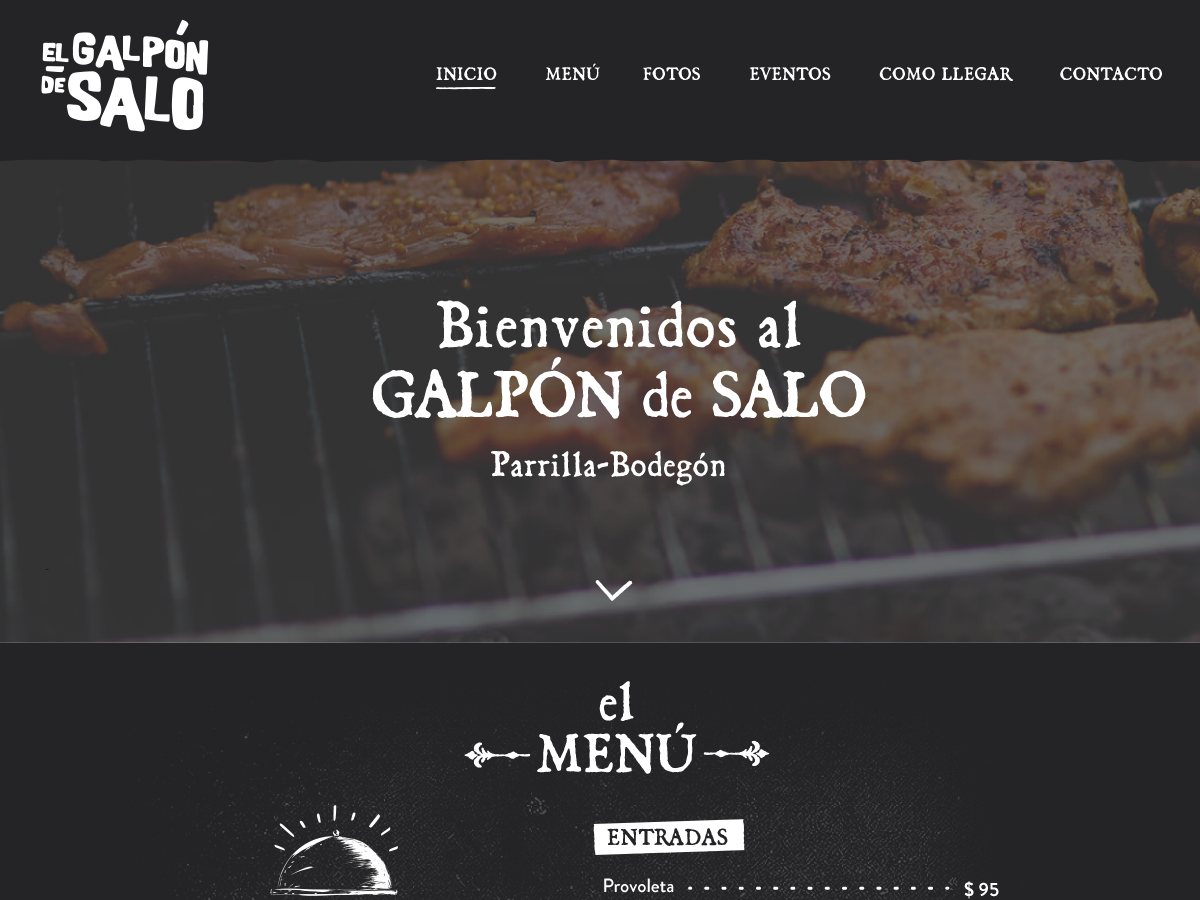 EL GALPÓN
DE SALO
INICIO MENÚ FOTOS EVENTOS COMO LLEGAR CONTACTO
Bienvenidos al
GALPÓN de SALO
Parrilla-Bodegón
el
MENÚ
ENTRADAS
Provoleta $ 95